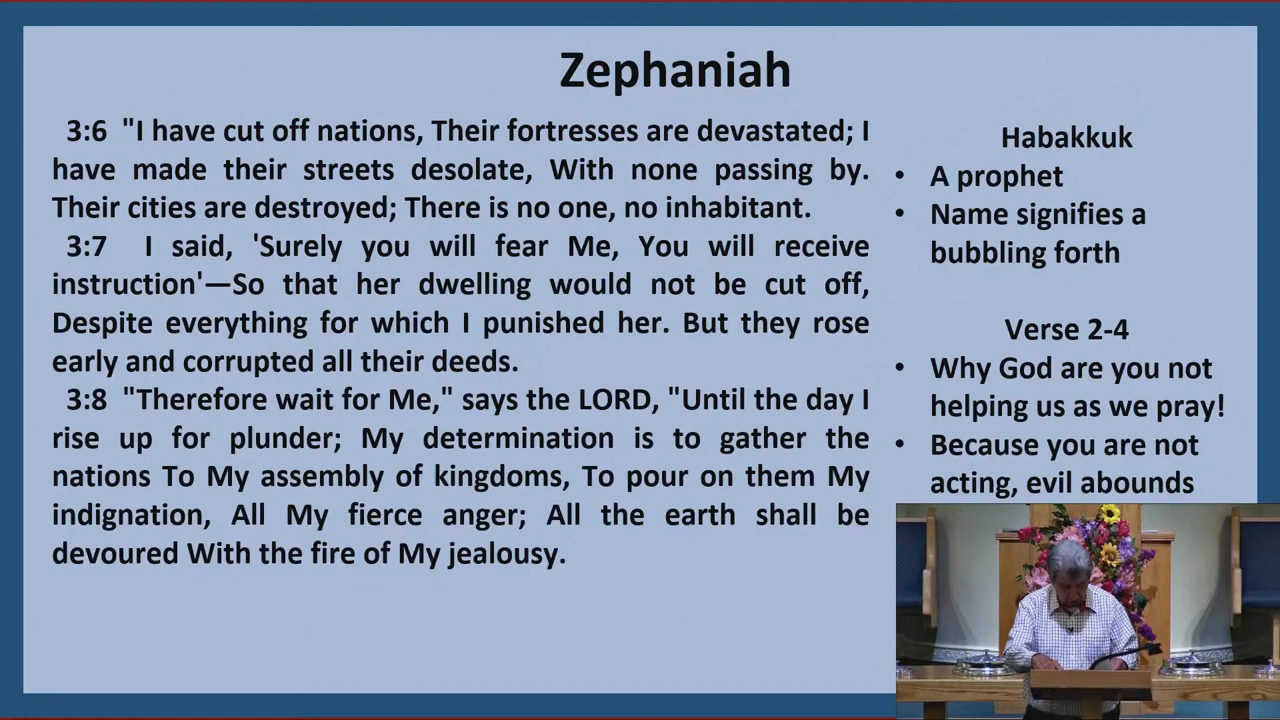 Zephaniah
3:6 "I have cut off nations, Their fortresses are devastated; I
have made their streets desolate, With none passing by.
Their cities are destroyed; There is no one, no inhabitant.
3:7 I said, 'Surely you will fear Me, You will receive
instruction'—So that her dwelling would not be cut off,
Despite everything for which I punished her. But they rose
early and corrupted all their deeds.
3:8 "Therefore wait for Me," says the LORD, "Until the day I
rise up for plunder; My determination is to gather the
nations To My assembly of kingdoms, To pour on them My
indignation, All My fierce anger; All the earth shall be
devoured With the fire of My jealousy.
Habakkuk
• A prophet
• Name signifies a
bubbling forth
Verse 2-4
• Why God are you not
helping us as we pray!
• Because you are not
acting, evil abounds